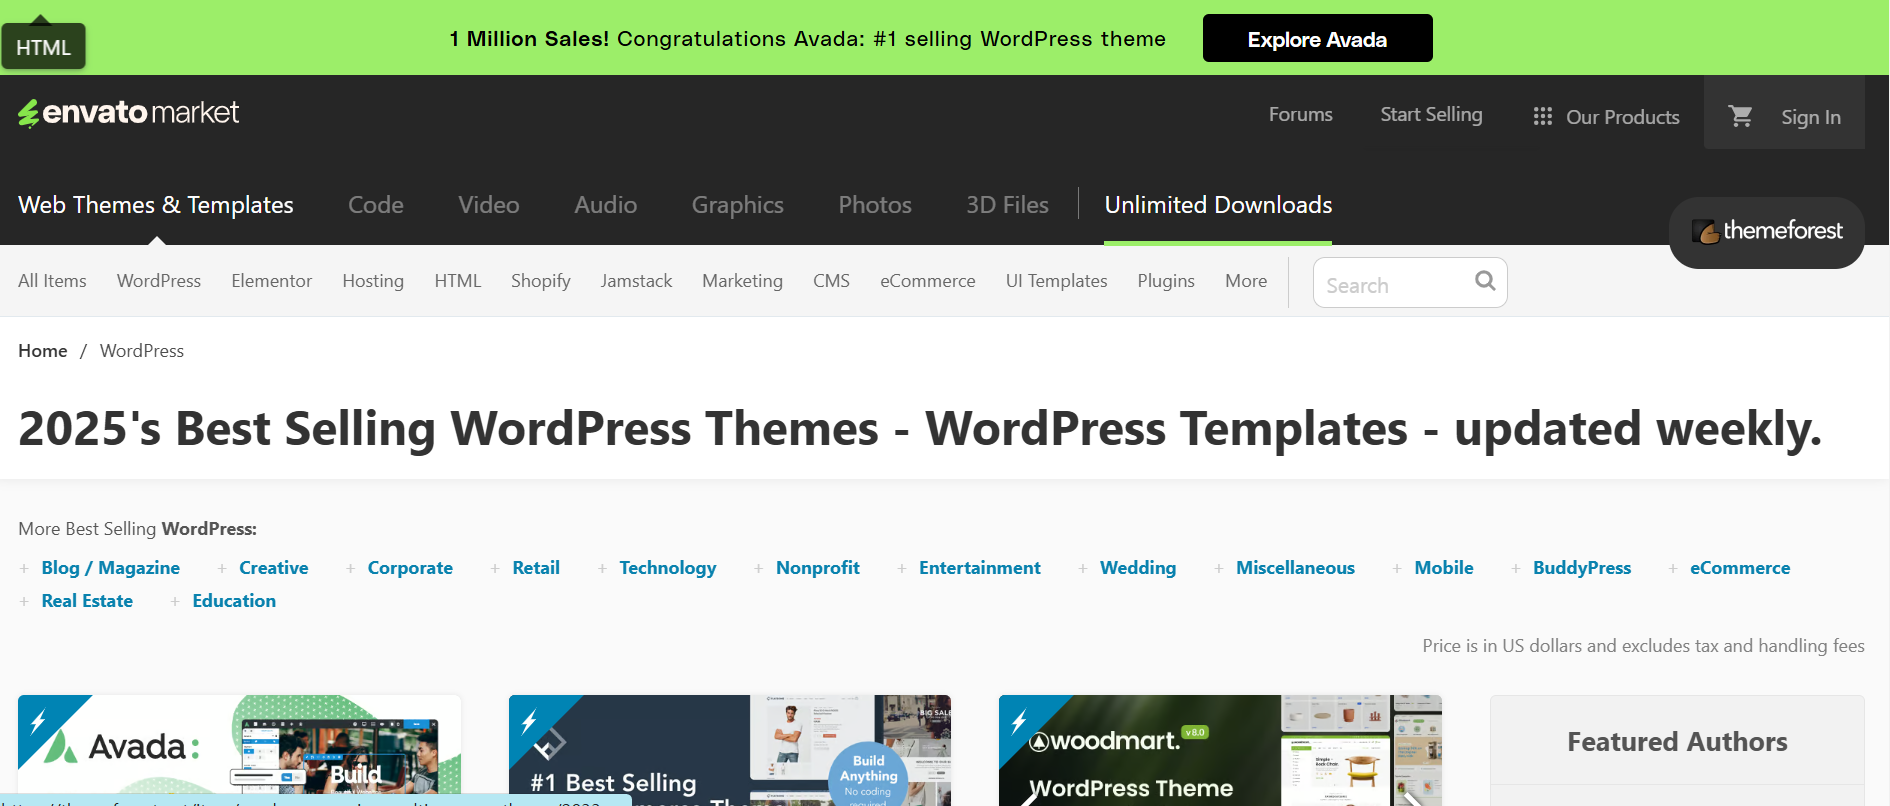 1 Million Sales! Congratulations Avada: #1 selling WordPress theme
Explore Avada
HTML
envato market
Forums
Start Selling
Our Products
Sign In
Web Themes & Templates
Code
Video
Audio
Graphics
Photos
3D Files
Unlimited Downloads
themeforest
All Items
WordPress
Elementor
Hosting
HTML
Shopify
Jamstack
Marketing
CMS
eCommerce
UI Templates
Plugins
More
Search
Home / WordPress
2025's Best Selling WordPress Themes - WordPress Templates - updated weekly.
More Best Selling WordPress:
+ Blog / Magazine
+ Creative
+ Corporate
+ Retail
+ Technology
+ Nonprofit
+ Entertainment
+ Wedding
+ Miscellaneous
+ Mobile
+ BuddyPress
+ eCommerce
+ Real Estate
+ Education
Price is in US dollars and excludes tax and handling fees
Avada:
Build
#1 Best Selling
BIG SALE
Build
Anything
No coding
required
woodmart. v8.0
WordPress Theme
Featured Authors